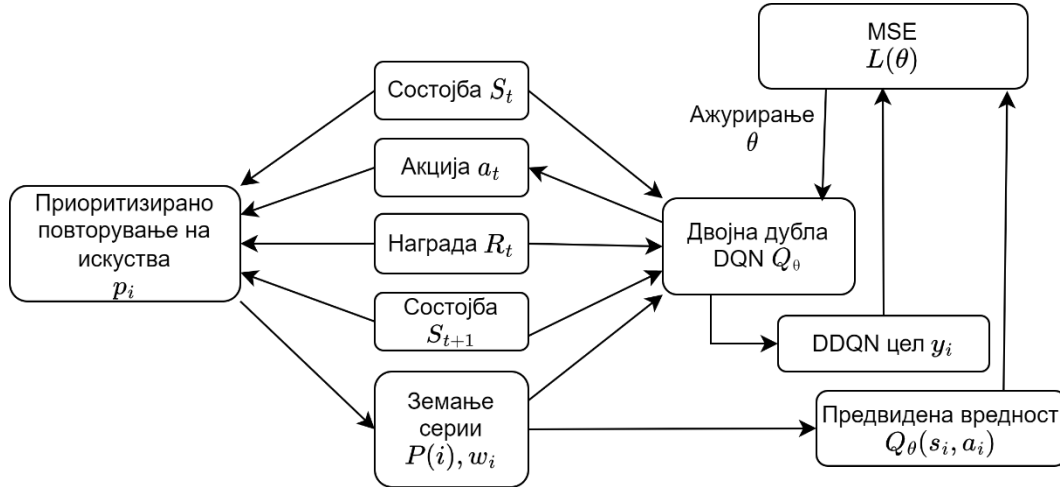 MSE
L(θ)
Состојба S_t
Ажурирање
θ
Акција a_t
Приоритизирано
повторување на
искуства
p_i
Награда R_t
Двојна дубла
DQN Q_θ
Состојба
S_{t+1}
DDQN цел y_i
Земање
серии
P(i), w_i
Предвидена вредност
Q_θ(s_i, a_i)